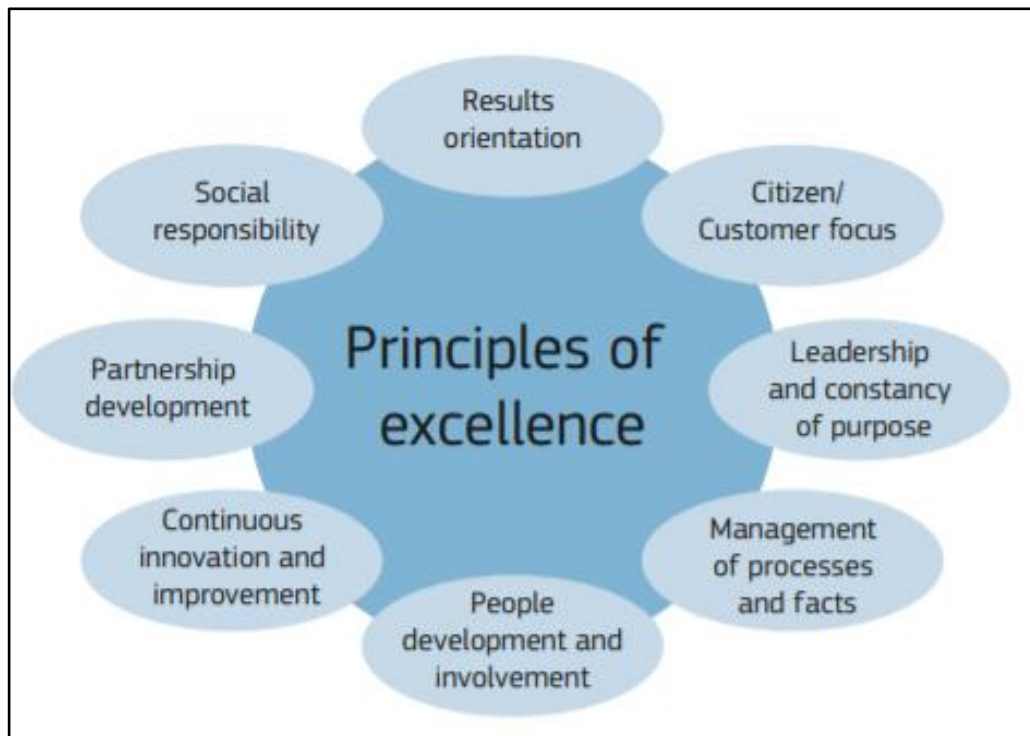 Results
orientation
Citizen/
Customer focus
Leadership
and constancy
of purpose
Management
of processes
and facts
People
development and
involvement
Continuous
innovation and
improvement
Partnership
development
Social
responsibility
Principles of
excellence